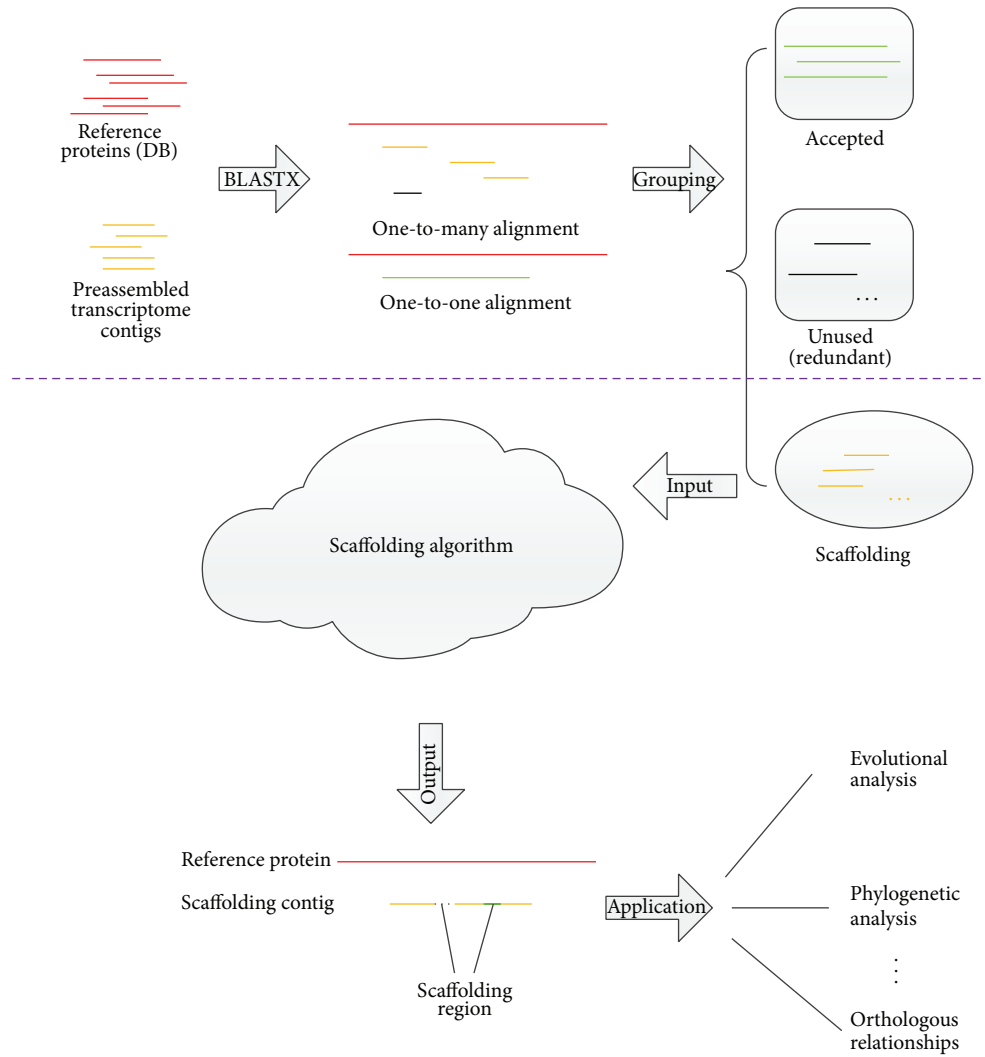 Reference
proteins (DB)
BLASTX
Preassembled
transcriptome
contigs
One-to-many alignment
One-to-one alignment
Grouping
Accepted
. . .
Unused
(redundant)
Scaffolding algorithm
Input
. . .
Scaffolding
Output
Reference protein
Scaffolding contig
Scaffolding
region
Application
Evolutional
analysis
Phylogenetic
analysis
. . .
Orthologous
relationships